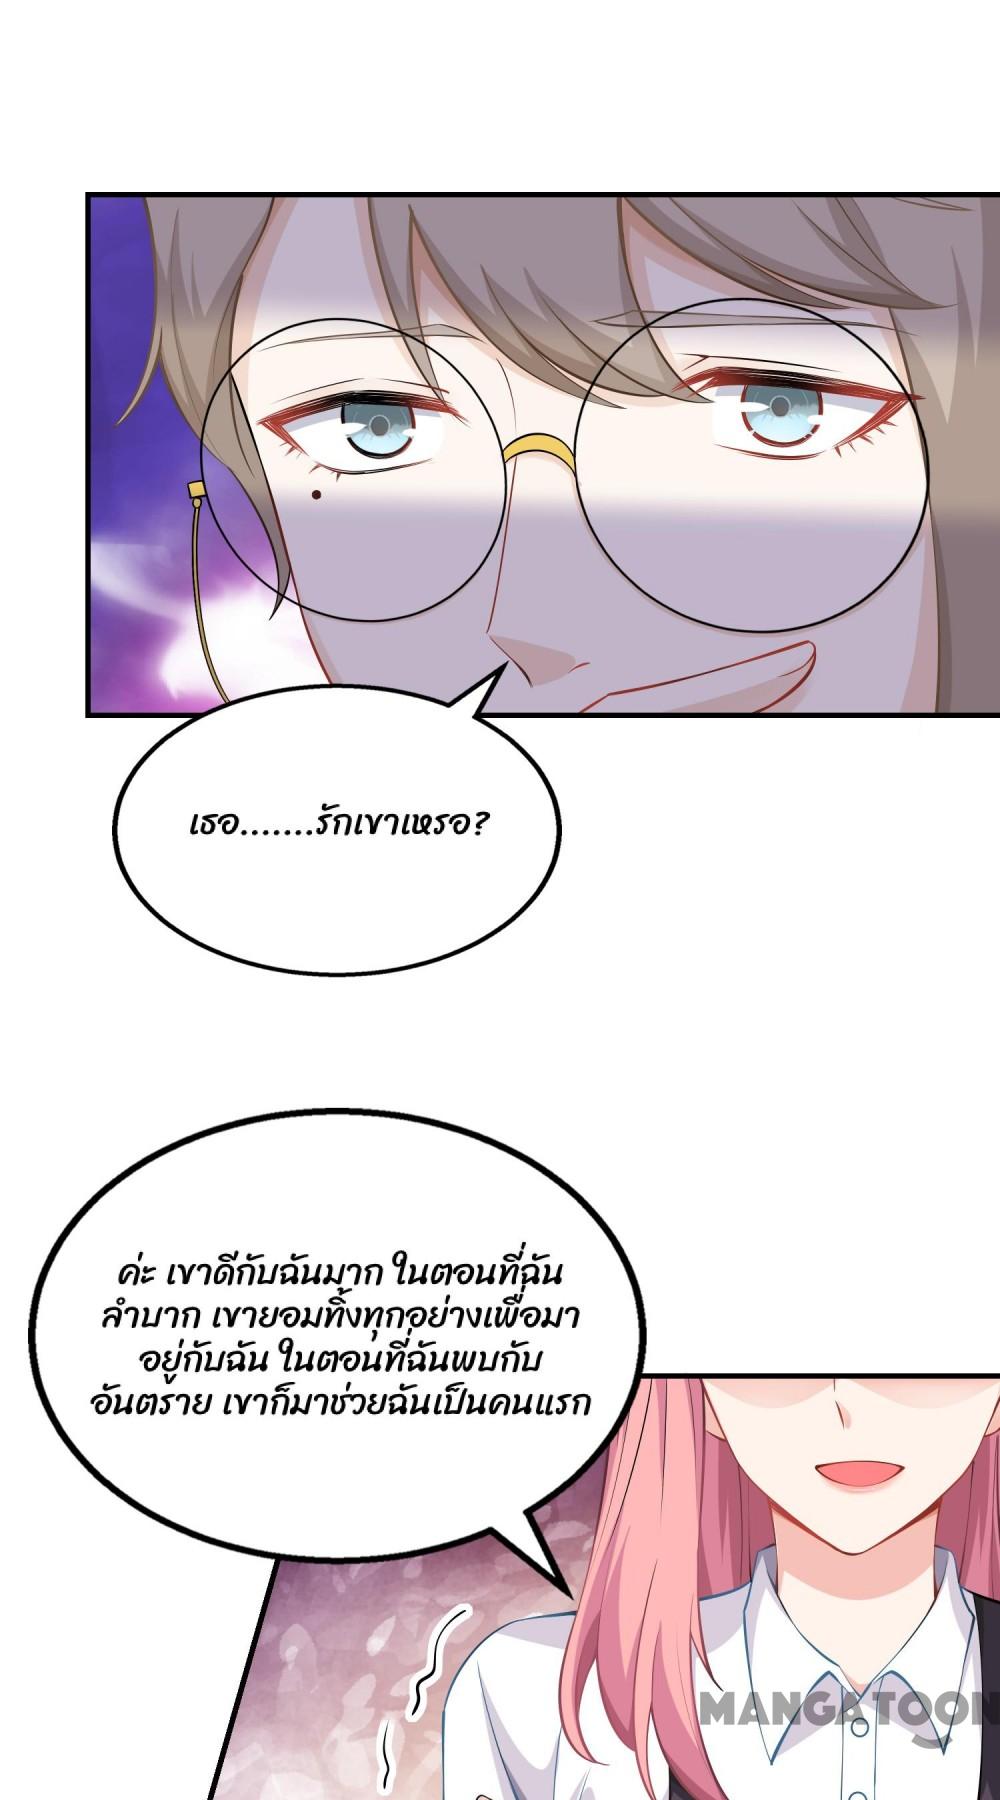 เธอ.......รักเขาเหรอ?
ค่ะ เขาดีกับฉันมาก ในตอนที่ฉัน
ลำบาก เขายอมทิ้งทุกอย่างเพื่อมา
อยู่กับฉัน ในตอนที่ฉันพบกับ
อันตราย เขาก็มาช่วยฉันเป็นคนแรก
MANGATOON